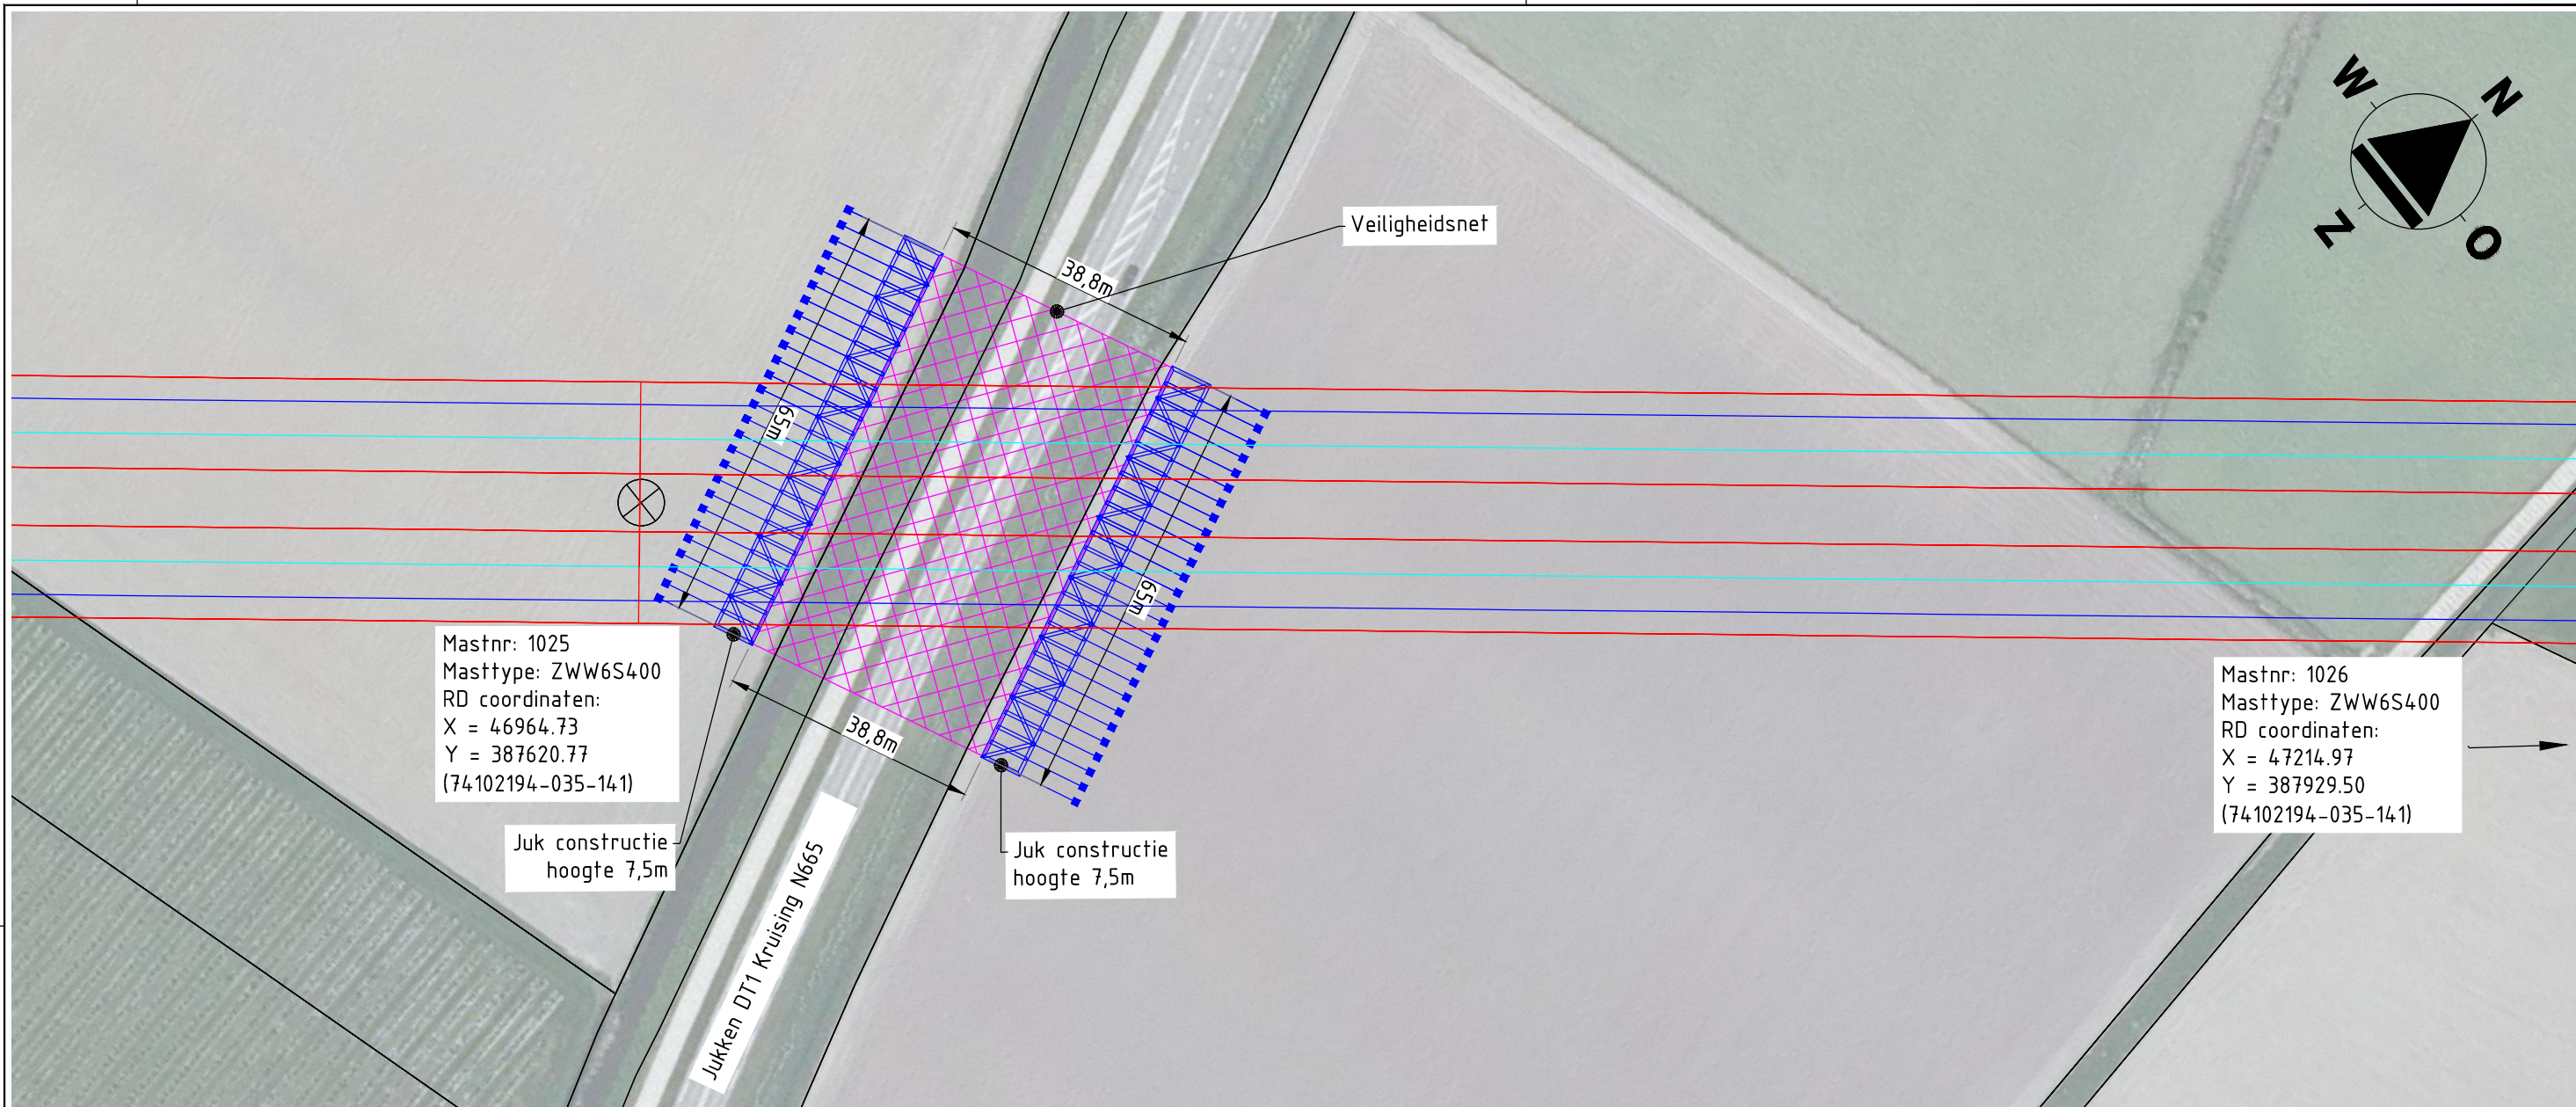 W
N
Z
O
Veiligheidsnet
38,8m
65m
65m
38,8m
Mastnr: 1025
Masttype: ZWW6S400
RD coordinaten:
X = 46964.73
Y = 387620.77
(74102194-035-141)
Mastnr: 1026
Masttype: ZWW6S400
RD coordinaten:
X = 47214.97
Y = 387929.50
(74102194-035-141)
Juk constructie
hoogte 7,5m
Juk constructie
hoogte 7,5m
Jukken DT1 Kruising N665